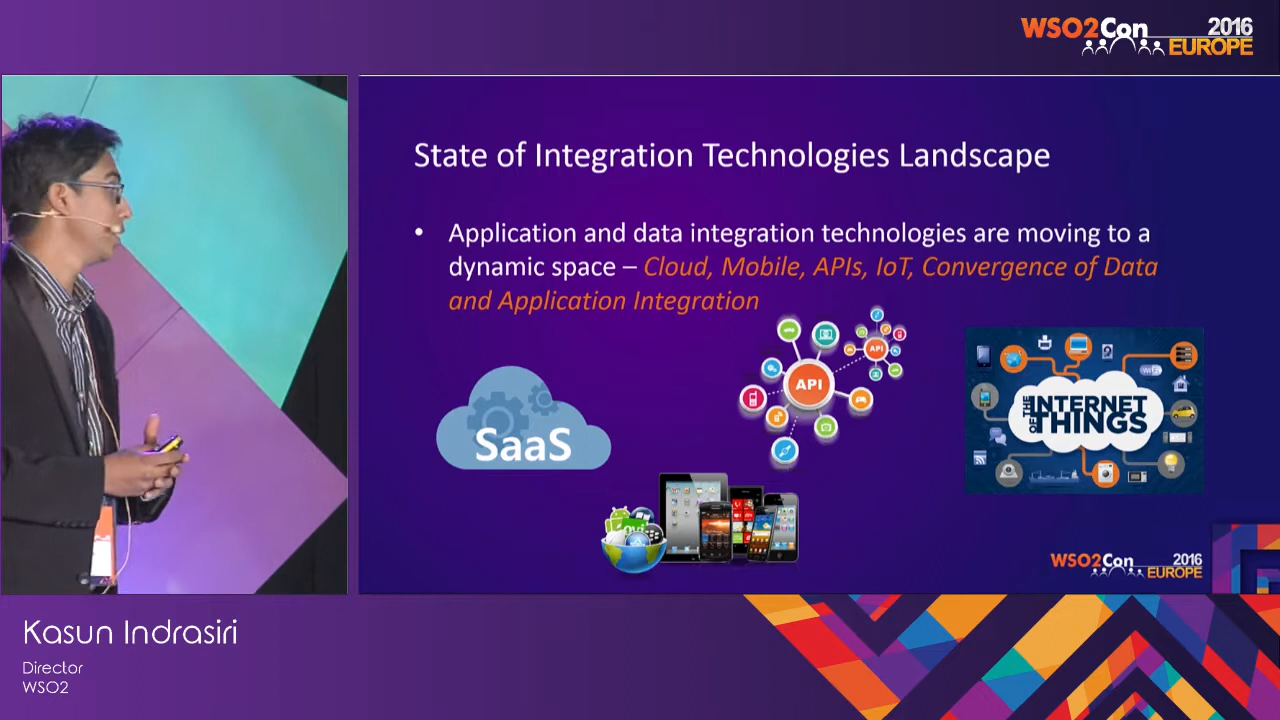 WSO2Con 2016
EUROPE
State of Integration Technologies Landscape
• Application and data integration technologies are moving to a
dynamic space – Cloud, Mobile, APIs, IoT, Convergence of Data
and Application Integration
API
API
SaaS
THE INTERNET
OF THINGS
WiFi
WSO2Con 2016
EUROPE
Kasun Indrasiri
Director
WSO2